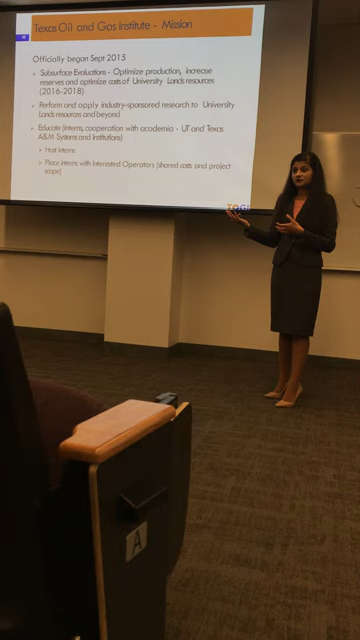 Texas Oil and Gas Institute - Mission
Officially began Sept 2015
Subsurface Evaluations - Optimize production, increase
reserves and optimize costs of University Lands resources
(2016-2018)
Perform and apply industry-sponsored research to University
Lands resources and beyond
Educate (interns, cooperation with academia - UT and Texas
A&M Systems and Institutions)
Host interns
Place interns with interested Operators (shared costs and project
scope)
TOGI
A